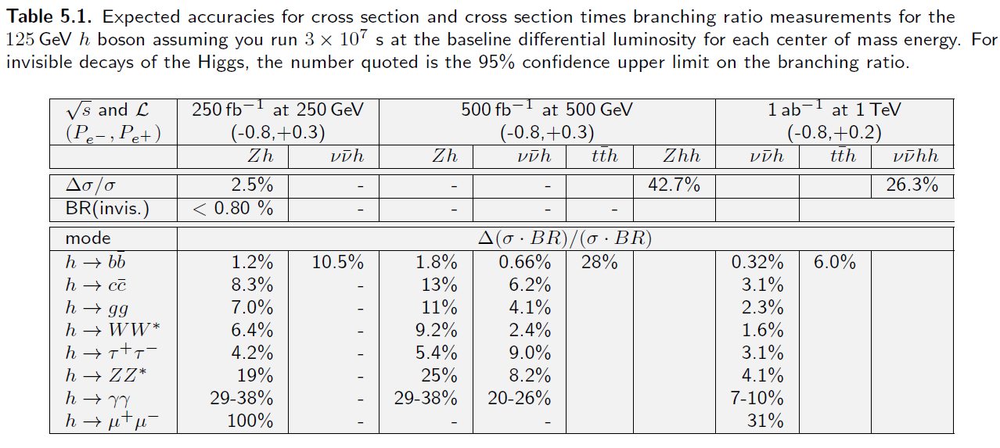 Table 5.1. Expected accuracies for cross section and cross section times branching ratio measurements for the
125 GeV h boson assuming you run 3 × 10⁷ s at the baseline differential luminosity for each center of mass energy. For
invisible decays of the Higgs, the number quoted is the 95% confidence upper limit on the branching ratio.
√s and ℒ 250 fb⁻¹ at 250 GeV 500 fb⁻¹ at 500 GeV 1 ab⁻¹ at 1 TeV
(Pe−, Pe+) (-0.8,+0.3) (-0.8,+0.3) (-0.8,+0.2)
Zh νν̄h Zh νν̄h tt̄h Zhh νν̄h tt̄h νν̄hh
Δσ/σ 2.5% - - - 42.7% 26.3%
BR(invis.) < 0.80 % - - - -
mode Δ(σ · BR)/(σ · BR)
h → bb̄ 1.2% 10.5% 1.8% 0.66% 28% 0.32% 6.0%
h → cc̄ 8.3% - 13% 6.2% 3.1%
h → gg 7.0% - 11% 4.1% 2.3%
h → WW* 6.4% - 9.2% 2.4% 1.6%
h → τ⁺τ⁻ 4.2% - 5.4% 9.0% 3.1%
h → ZZ* 19% - 25% 8.2% 4.1%
h → γγ 29-38% - 29-38% 20-26% 7-10%
h → μ⁺μ⁻ 100% - - - 31%